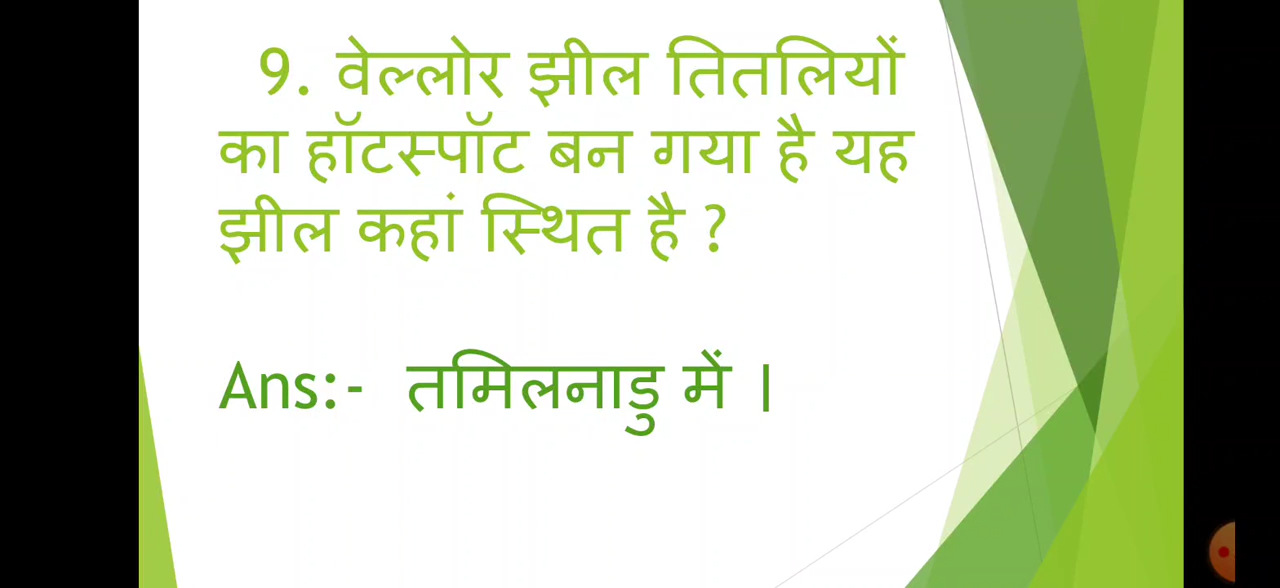 9. वेल्लोर झील तितलियों
का हॉटस्पॉट बन गया है यह
झील कहां स्थित है ?
Ans:- तमिलनाडु में ।